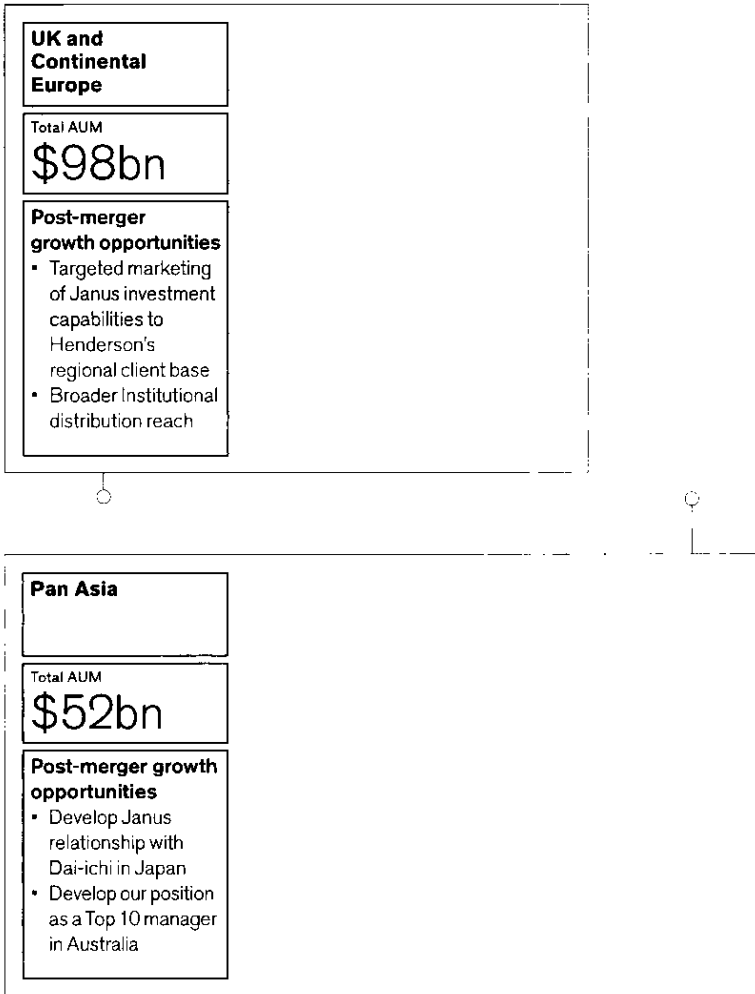 UK and
Continental
Europe
Total AUM
$98bn
Post-merger
growth opportunities
• Targeted marketing
of Janus investment
capabilities to
Henderson's
regional client base
• Broader Institutional
distribution reach
Pan Asia
Total AUM
$52bn
Post-merger growth
opportunities
• Develop Janus
relationship with
Dai-ichi in Japan
• Develop our position
as a Top 10 manager
in Australia